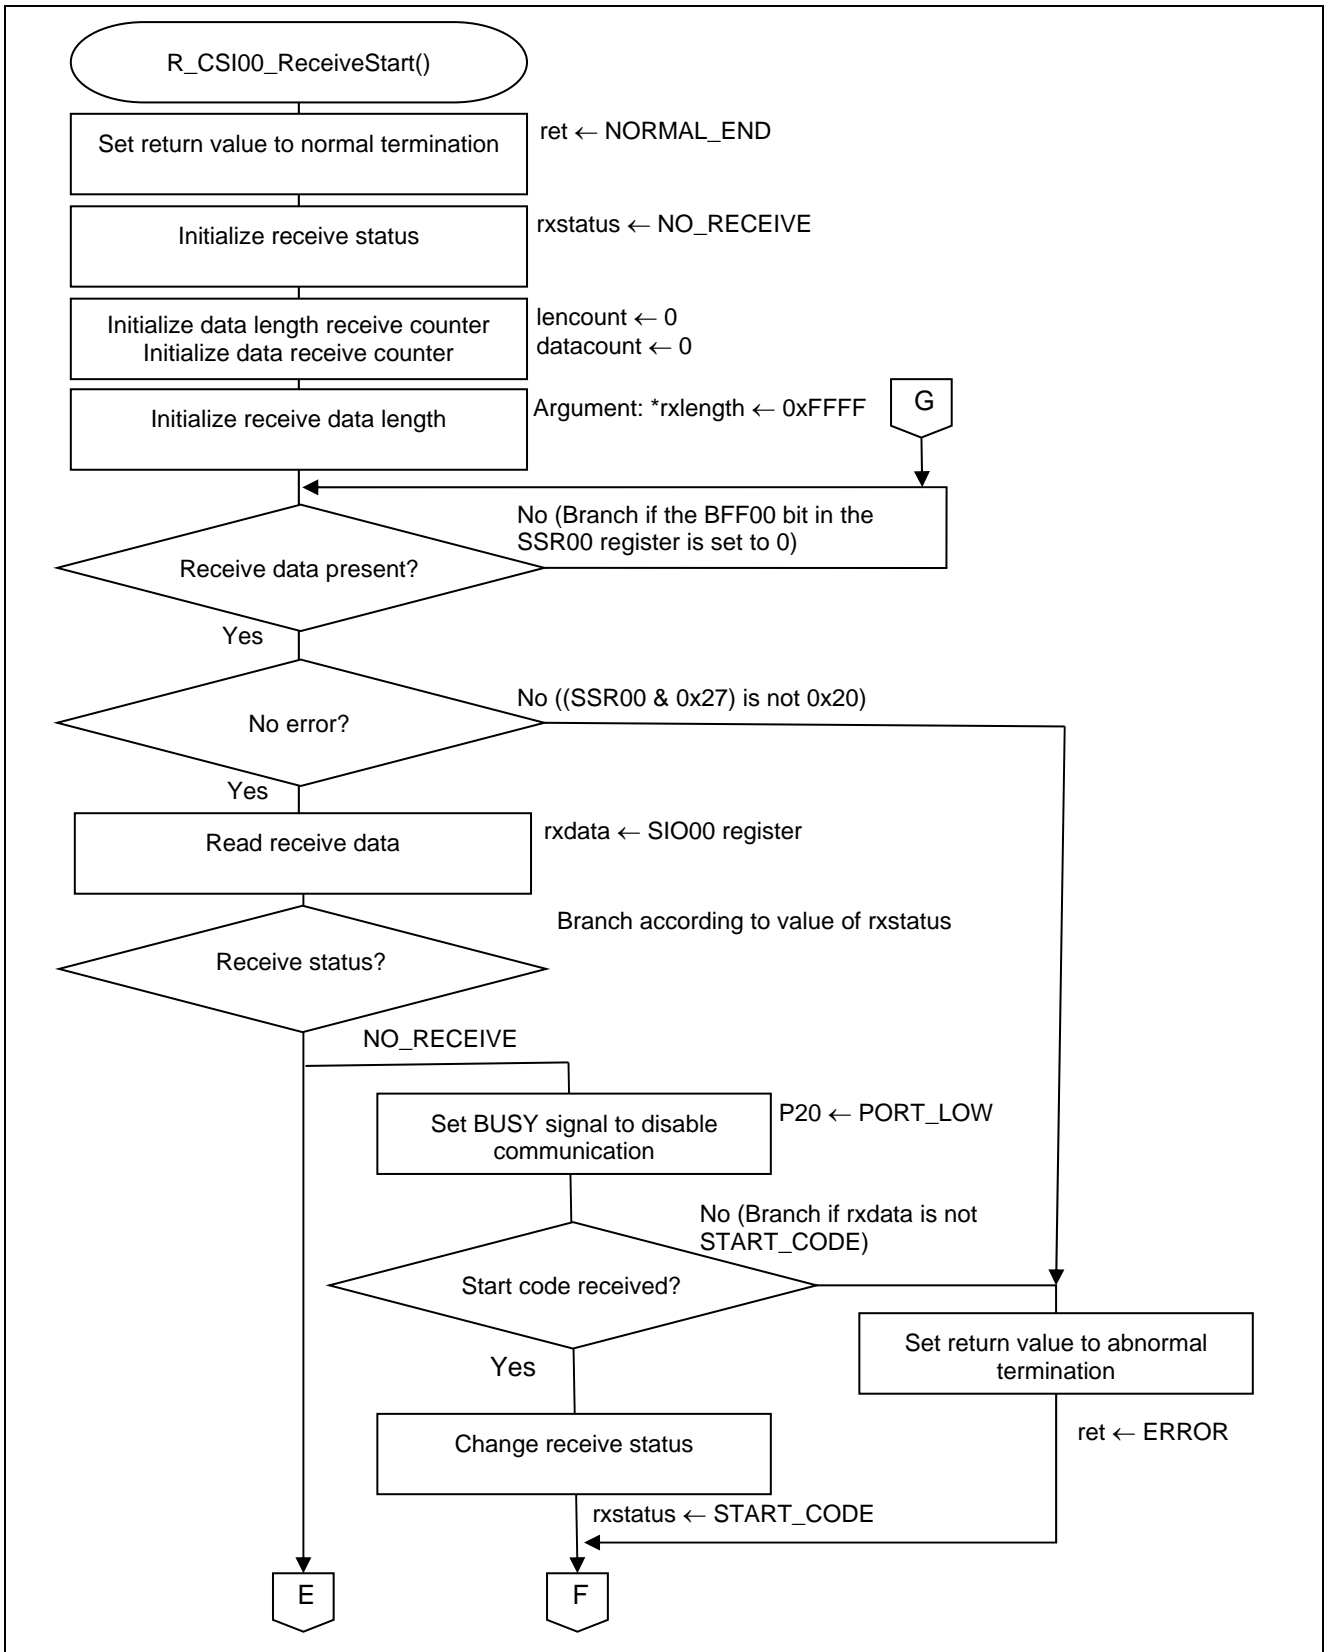 R_CSI00_ReceiveStart()
Set return value to normal termination
ret ← NORMAL_END
Initialize receive status
rxstatus ← NO_RECEIVE
Initialize data length receive counter
Initialize data receive counter
lencount ← 0
datacount ← 0
Initialize receive data length
Argument: *rxlength ← 0xFFFF
G
No (Branch if the BFF00 bit in the
SSR00 register is set to 0)
Receive data present?
Yes
No ((SSR00 & 0x27) is not 0x20)
No error?
Yes
Read receive data
rxdata ← SIO00 register
Branch according to value of rxstatus
Receive status?
NO_RECEIVE
Set BUSY signal to disable
communication
P20 ← PORT_LOW
No (Branch if rxdata is not
START_CODE)
Start code received?
Set return value to abnormal
termination
Yes
ret ← ERROR
Change receive status
rxstatus ← START_CODE
E
F